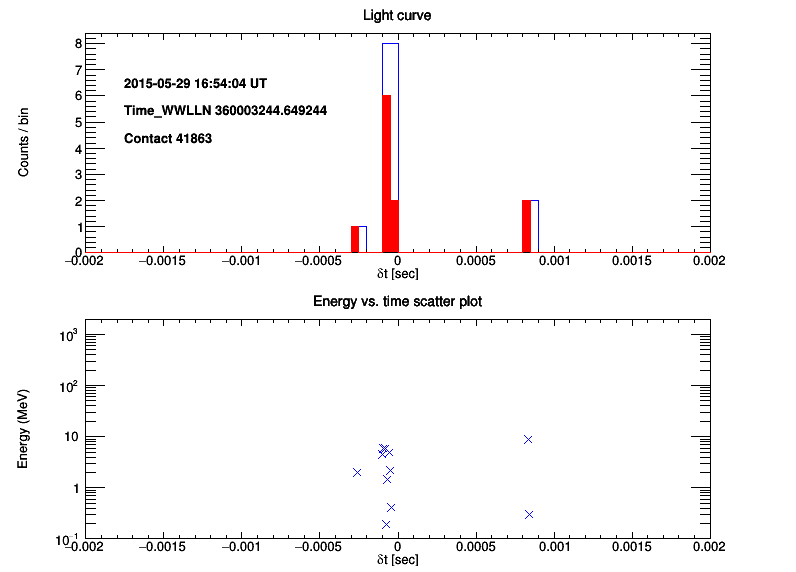 Light curve
Counts / bin
8
7
6
5
4
3
2
1
0
2015-05-29 16:54:04 UT
Time_WWLLN 360003244.649244
Contact 41863
−0.002 −0.0015 −0.001 −0.0005 0 0.0005 0.001 0.0015 0.002
δt [sec]
Energy vs. time scatter plot
Energy (MeV)
10³
10²
10
1
10⁻¹
−0.002 −0.0015 −0.001 −0.0005 0 0.0005 0.001 0.0015 0.002
δt [sec]